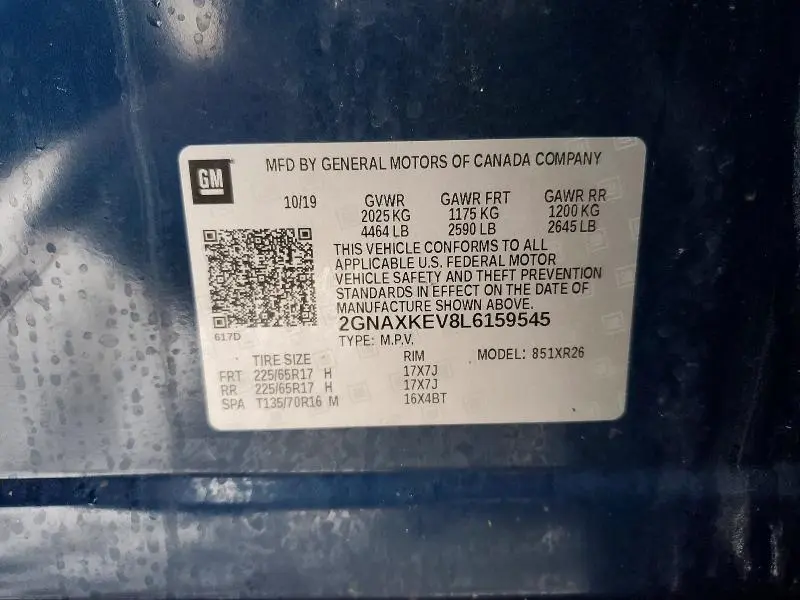 GM
MFD BY GENERAL MOTORS OF CANADA COMPANY
10/19 GVWR GAWR FRT GAWR RR
2025 KG 1175 KG 1200 KG
4464 LB 2590 LB 2645 LB
THIS VEHICLE CONFORMS TO ALL
APPLICABLE U.S. FEDERAL MOTOR
VEHICLE SAFETY AND THEFT PREVENTION
STANDARDS IN EFFECT ON THE DATE OF
MANUFACTURE SHOWN ABOVE.
2GNAXKEV8L6159545
617D
TYPE: M.P.V.
TIRE SIZE RIM MODEL: 851XR26
FRT 225/65R17 H 17X7J
RR 225/65R17 H 17X7J
SPA T135/70R16 M 16X4BT